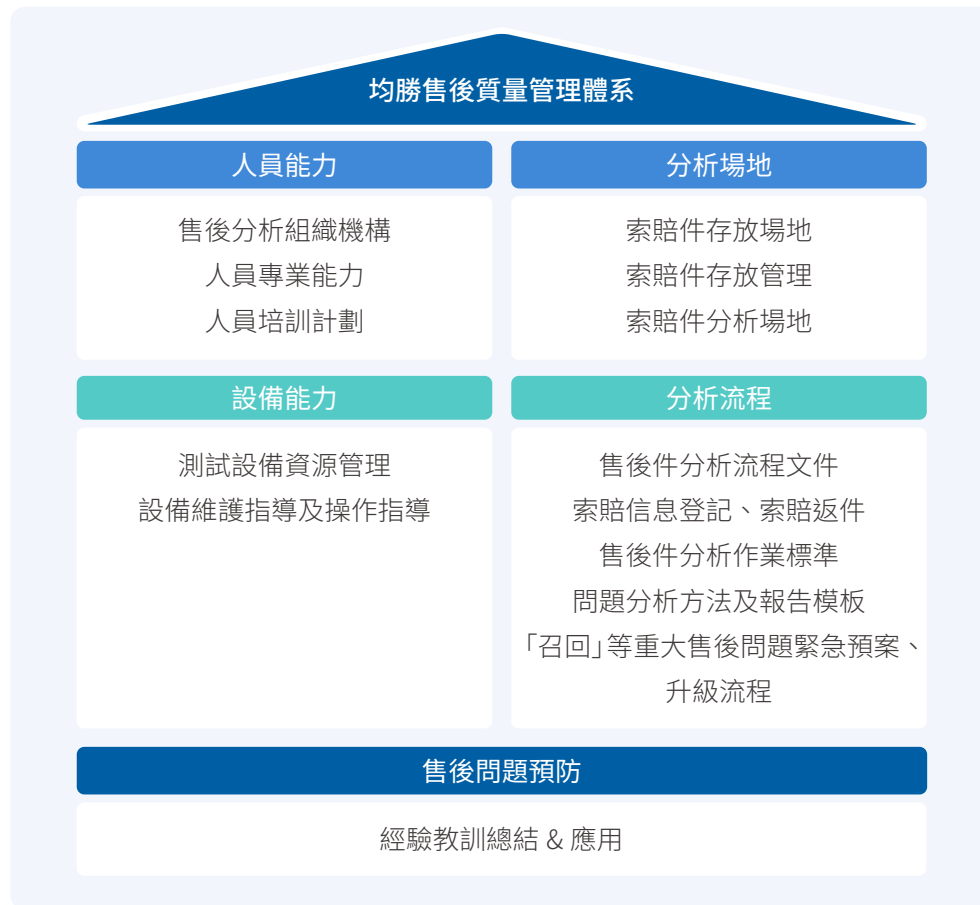 均勝售後質量管理體系
人員能力
售後分析組織機構
人員專業能力
人員培訓計劃
分析場地
索賠件存放場地
索賠件存放管理
索賠件分析場地
設備能力
測試設備資源管理
設備維護指導及操作指導
分析流程
售後件分析流程文件
索賠信息登記、索賠返件
售後件分析作業標準
問題分析方法及報告模板
「召回」等重大售後問題緊急預案、
升級流程
售後問題預防
經驗教訓總結 & 應用